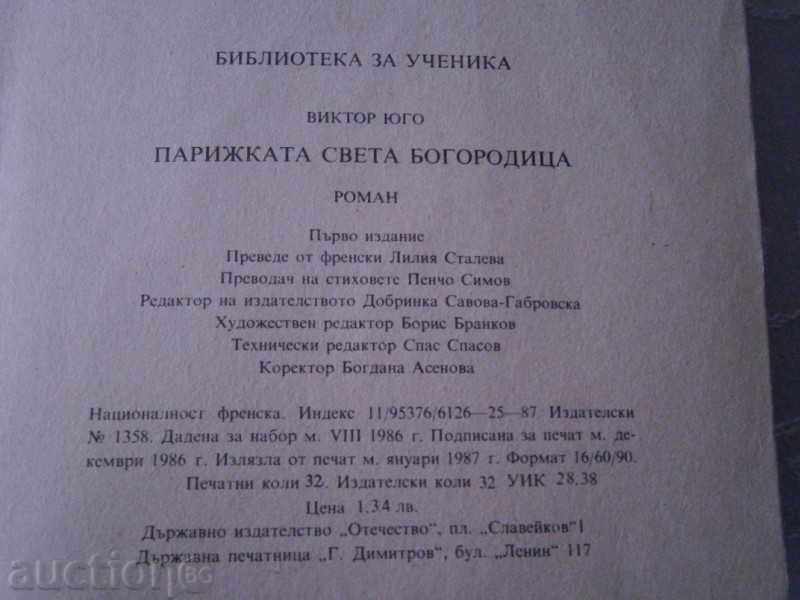 БИБЛИОТЕКА ЗА УЧЕНИКА
ВИКТОР ЮГО
ПАРИЖКАТА СВЕТА БОГОРОДИЦА
РОМАН
Първо издание
Преведе от френски Лилия Сталева
Преводач на стиховете Пенчо Симов
Редактор на издателството Добринка Савова-Габровска
Художествен редактор Борис Бранков
Технически редактор Спас Спасов
Коректор Богдана Асенова
Националност френска. Индекс 11/95376/6126—25—87 Издателски
№ 1358. Дадена за набор м. VIII 1986 г. Подписана за печат м. де-
кември 1986 г. Излязла от печат м. януари 1987 г. Формат 16/60/90.
Печатни коли 32. Издателски коли 32 УИК 28.38
Цена 1.34 лв.
Държавно издателство „Отечество“, пл. „Славейков“ 1
Държавна печатница „Г. Димитров“, бул. „Ленин“ 117
auction.BG